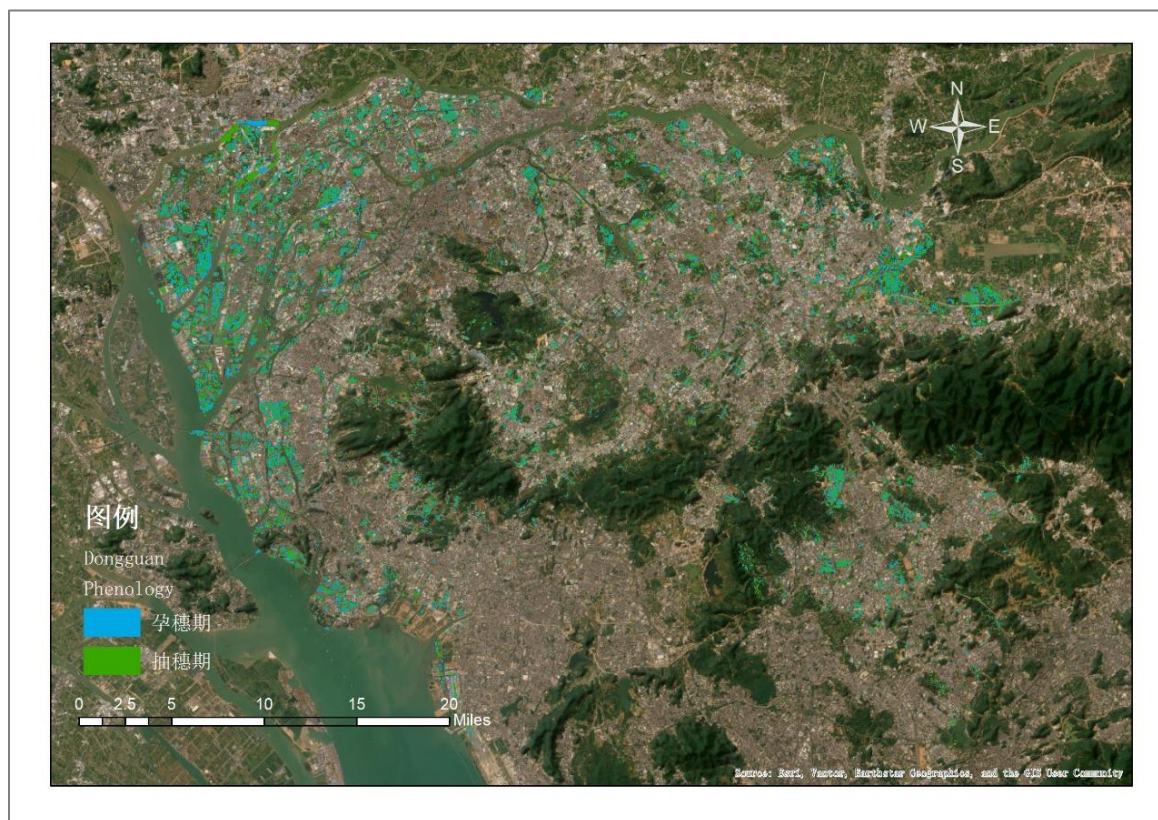 N
W E
S
图例
Dongguan
Phenology
孕穗期
抽穗期
0 2.5 5 10 15 20
Miles
Source: Esri, Vantor, Earthstar Geographics, and the GIS User Community